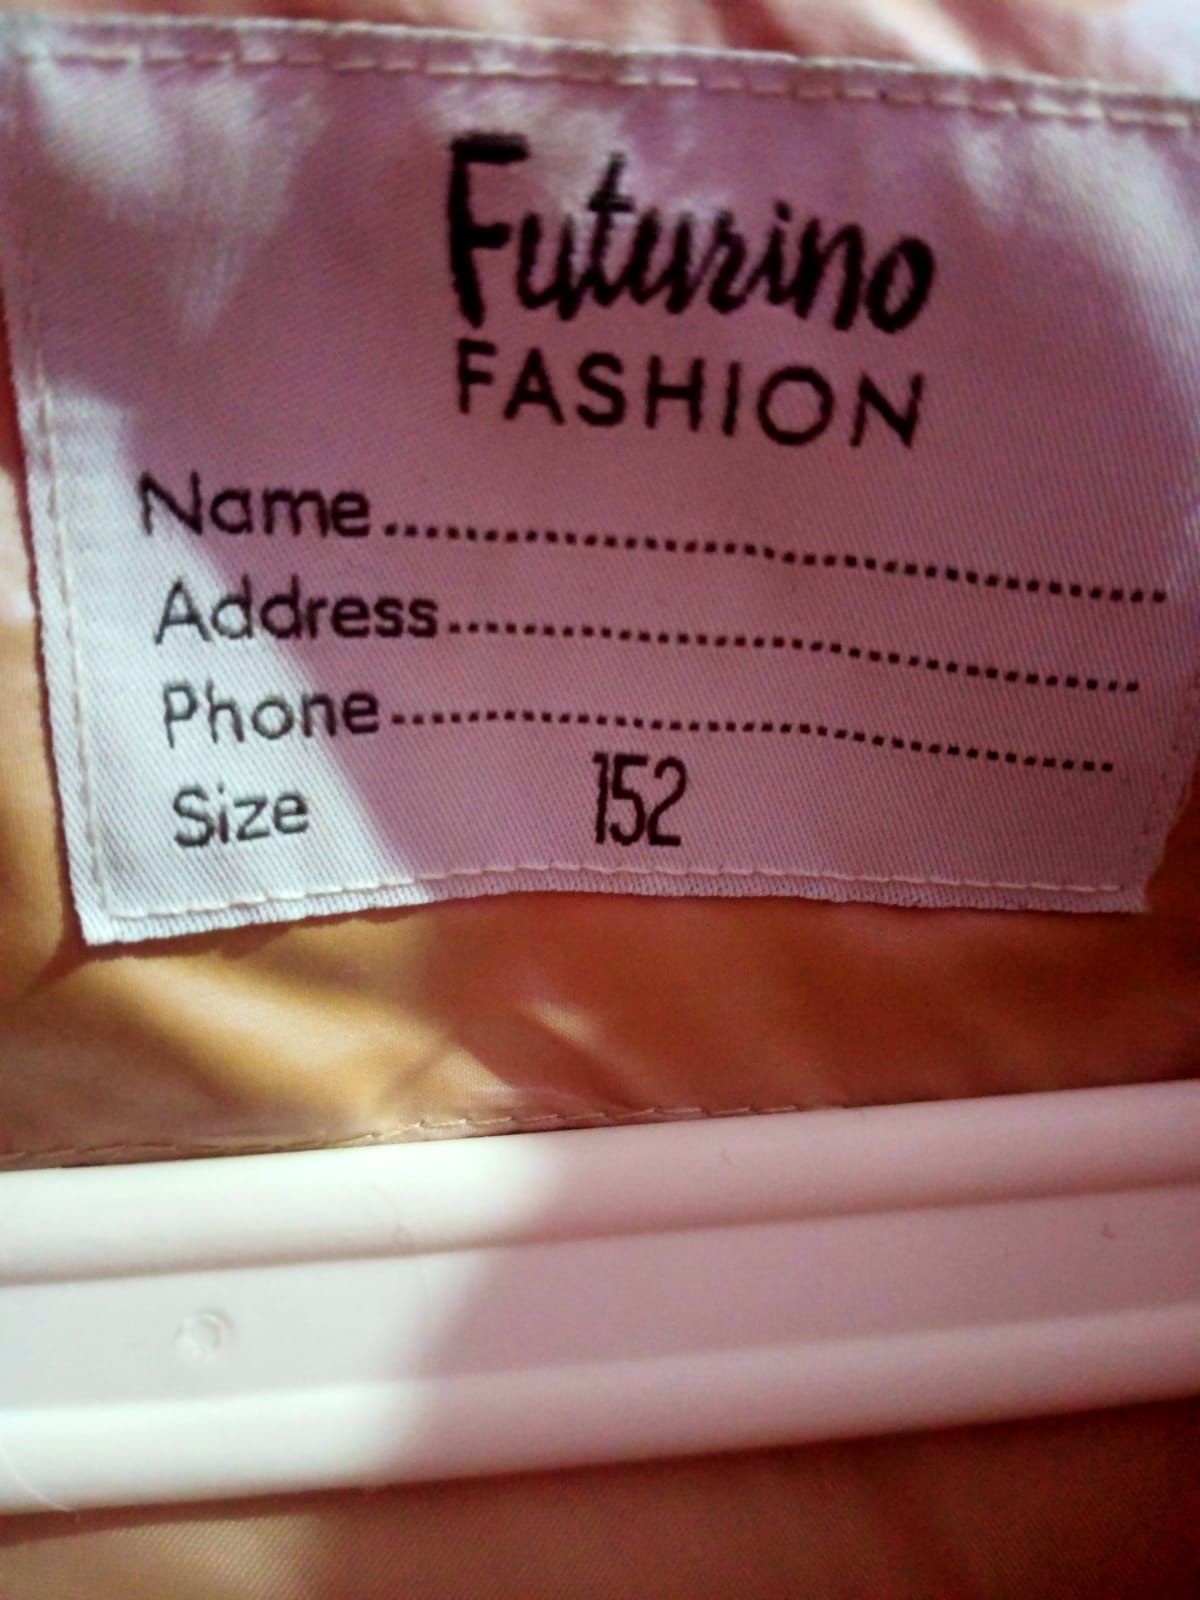 Futurino
FASHION
Name........................................
Address...................................
Phone.....................................
Size 152